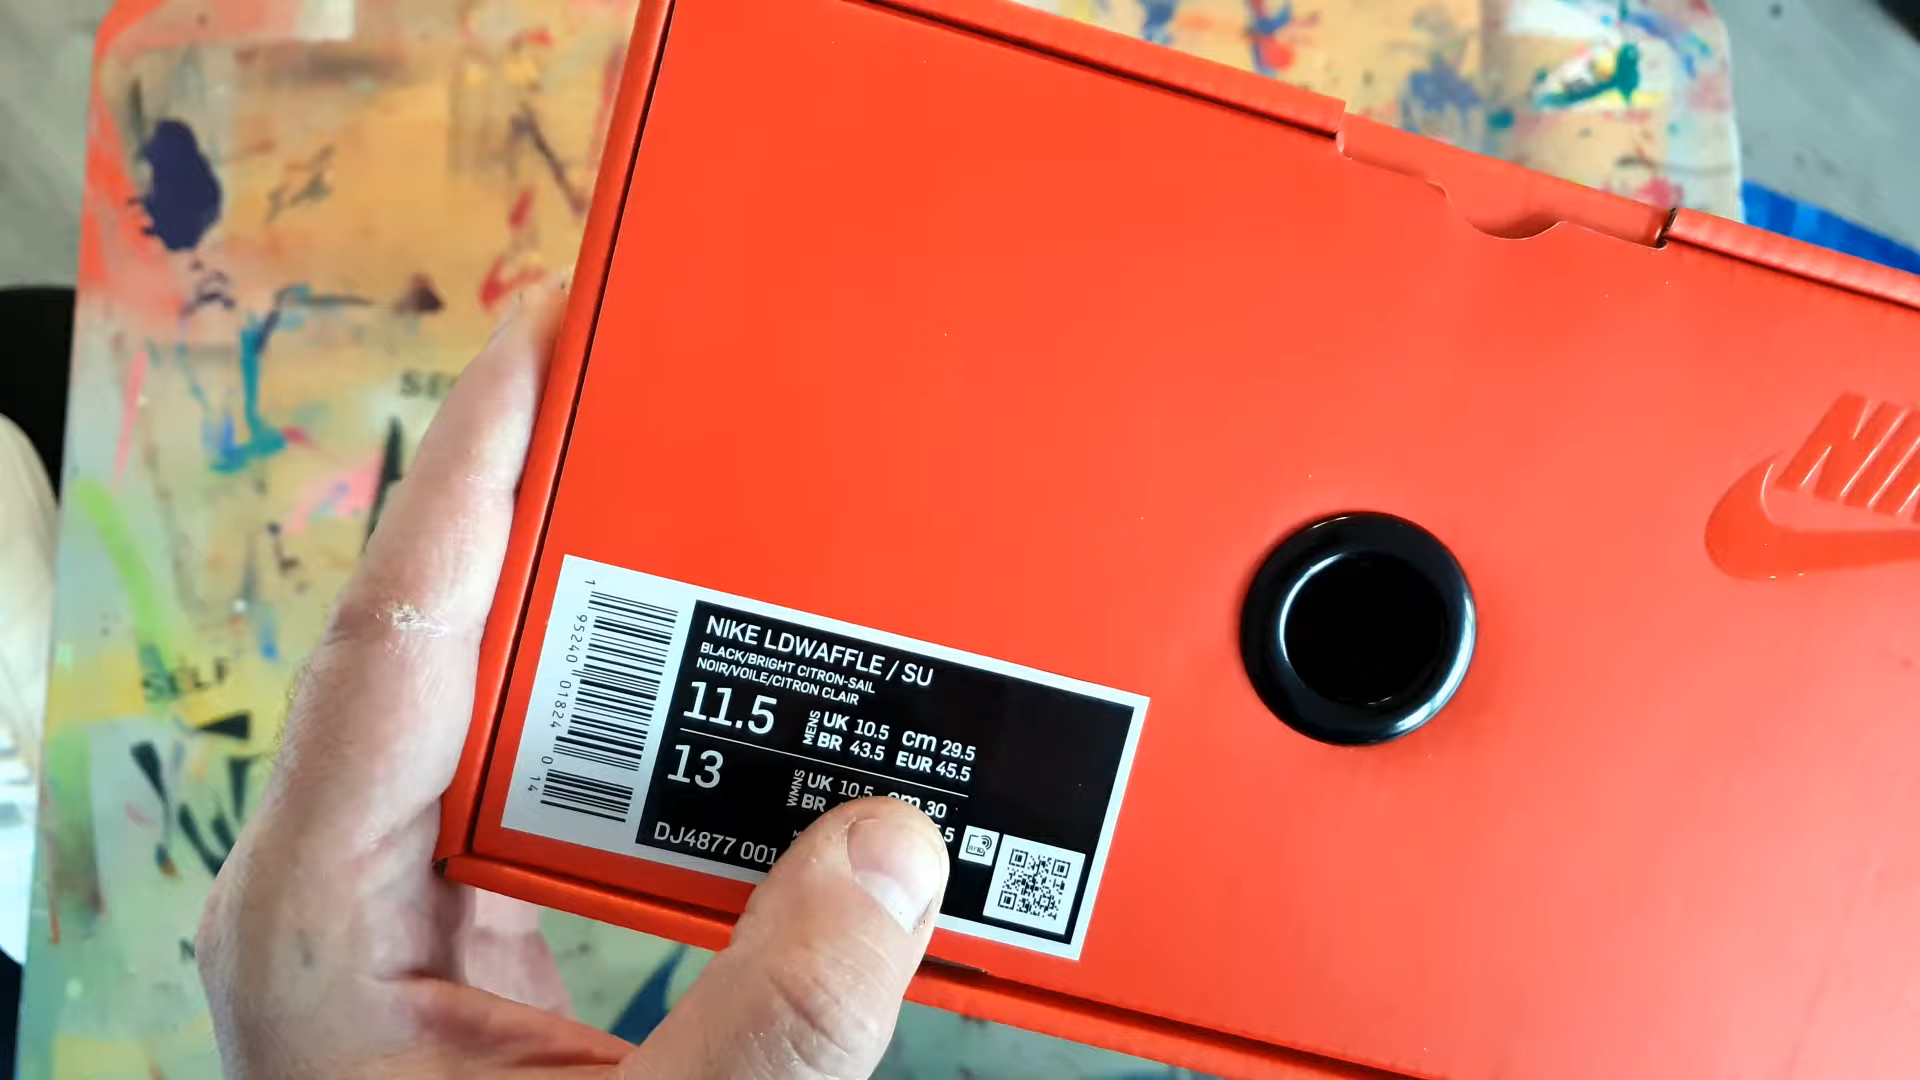 SELF
1 95240 01824 0 14
NIKE LDWAFFLE / SU
BLACK/BRIGHT CITRON-SAIL
NOIR/VOILE/CITRON CLAIR
11.5 MENS UK 10.5 cm 29.5
BR 43.5 EUR 45.5
13 WMNS UK 10.5 cm 30
BR
DJ4877 001